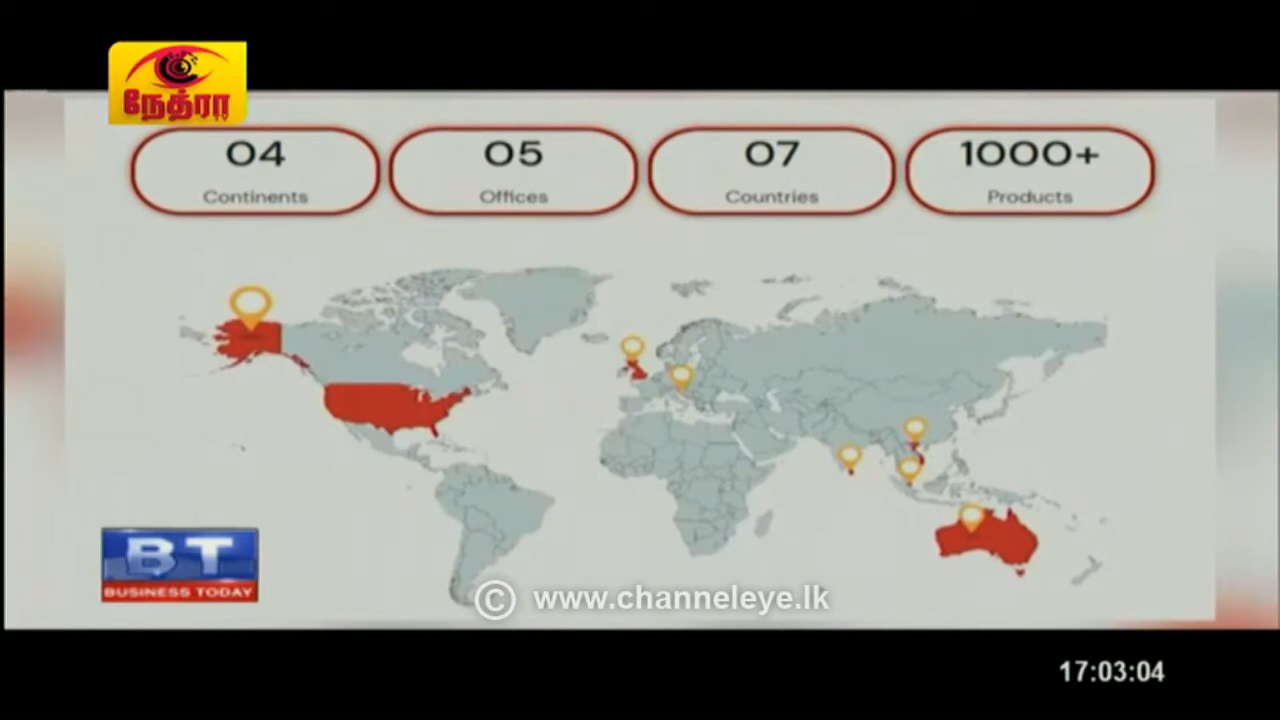 நேத்ரா
04
Continents
05
Offices
07
Countries
1000+
Products
BT
BUSINESS TODAY
© www.channeleye.lk
17:03:04